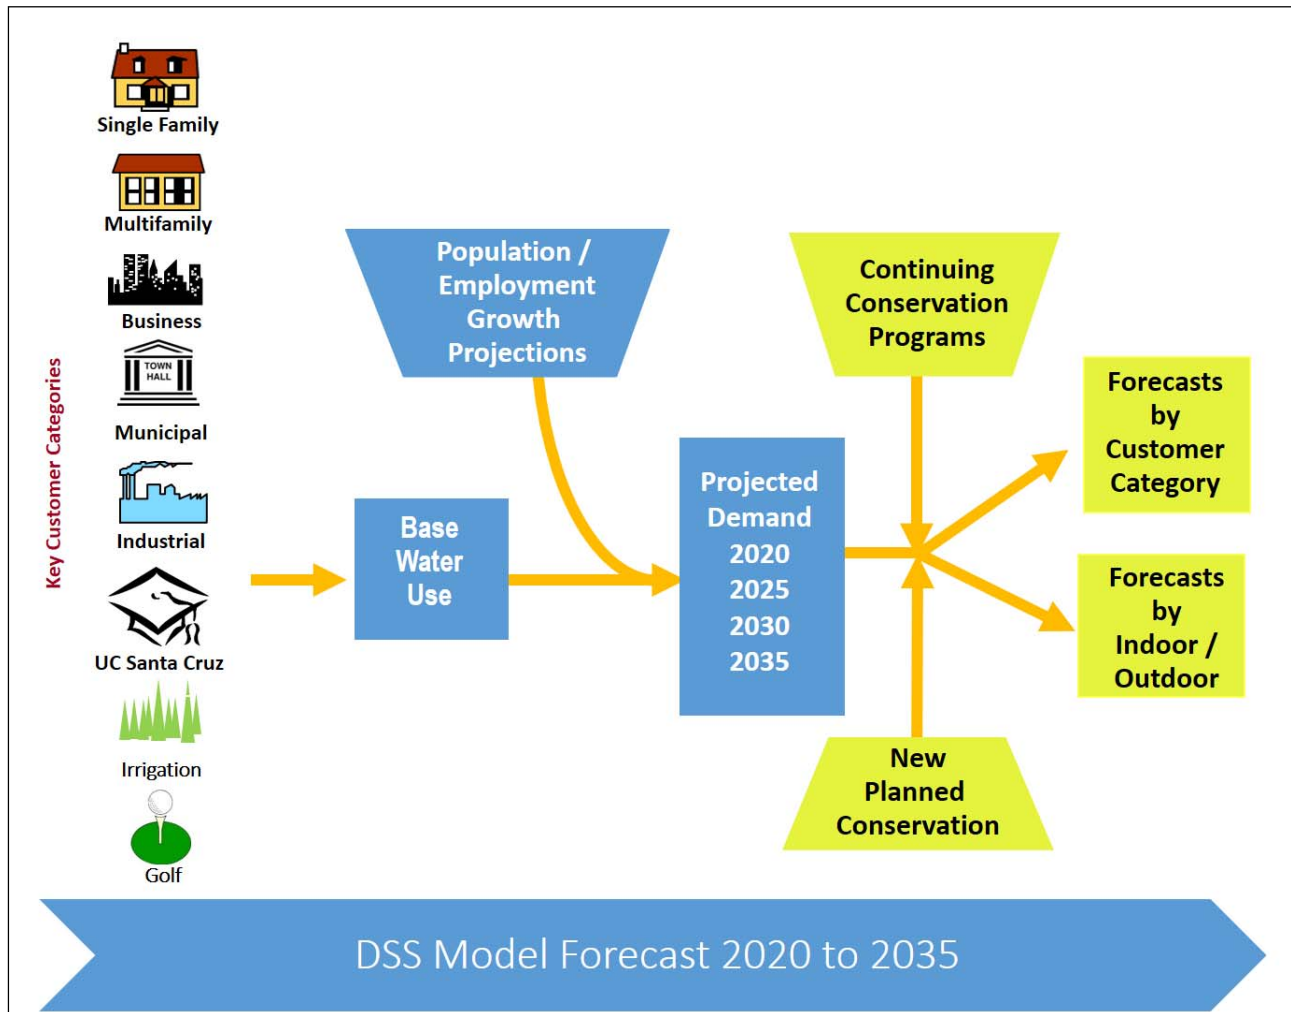 Key Customer Categories
Single Family
Multifamily
Business
TOWN
HALL
Municipal
Industrial
UC Santa Cruz
Irrigation
Golf
Base
Water
Use
Population /
Employment
Growth
Projections
Projected
Demand
2020
2025
2030
2035
Continuing
Conservation
Programs
New
Planned
Conservation
Forecasts
by
Customer
Category
Forecasts
by
Indoor /
Outdoor
DSS Model Forecast 2020 to 2035